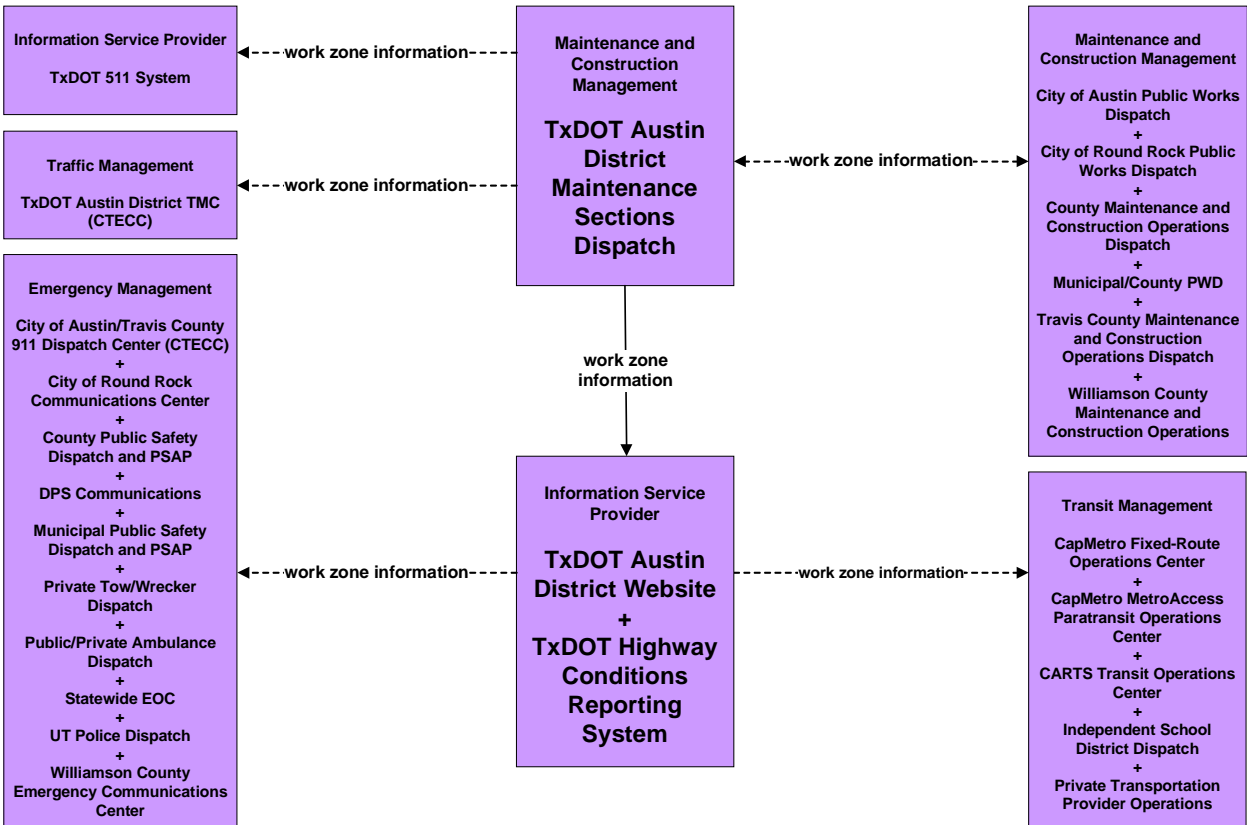 Information Service Provider
TxDOT 511 System
work zone information
Maintenance and
Construction
Management
TxDOT Austin
District
Maintenance
Sections
Dispatch
work zone information
Maintenance and
Construction Management
City of Austin Public Works
Dispatch
+
City of Round Rock Public
Works Dispatch
+
County Maintenance and
Construction Operations
Dispatch
+
Municipal/County PWD
+
Travis County Maintenance
and Construction
Operations Dispatch
+
Williamson County
Maintenance and
Construction Operations
Traffic Management
TxDOT Austin District TMC
(CTECC)
work zone information
Emergency Management
City of Austin/Travis County
911 Dispatch Center (CTECC)
+
City of Round Rock
Communications Center
+
County Public Safety
Dispatch and PSAP
+
DPS Communications
+
Municipal Public Safety
Dispatch and PSAP
+
Private Tow/Wrecker
Dispatch
+
Public/Private Ambulance
Dispatch
+
Statewide EOC
+
UT Police Dispatch
+
Williamson County
Emergency Communications
Center
work zone
information
work zone information
Information Service
Provider
TxDOT Austin
District Website
+
TxDOT Highway
Conditions
Reporting
System
work zone information
Transit Management
CapMetro Fixed-Route
Operations Center
+
CapMetro MetroAccess
Paratransit Operations
Center
+
CARTS Transit Operations
Center
+
Independent School
District Dispatch
+
Private Transportation
Provider Operations